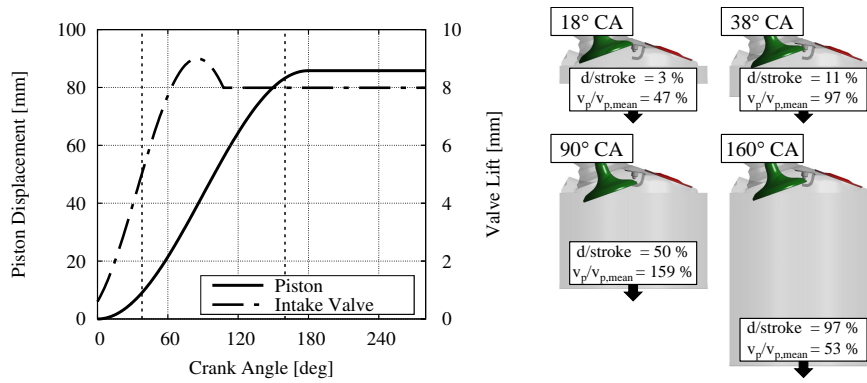 100
80
60
40
20
0
Piston Displacement [mm]
10
8
6
4
2
0
Valve Lift [mm]
0
60
120
180
240
Crank Angle [deg]
Piston
Intake Valve
18° CA
d/stroke = 3 %
v_p/v_p,mean = 47 %
38° CA
d/stroke = 11 %
v_p/v_p,mean = 97 %
90° CA
d/stroke = 50 %
v_p/v_p,mean = 159 %
160° CA
d/stroke = 97 %
v_p/v_p,mean = 53 %